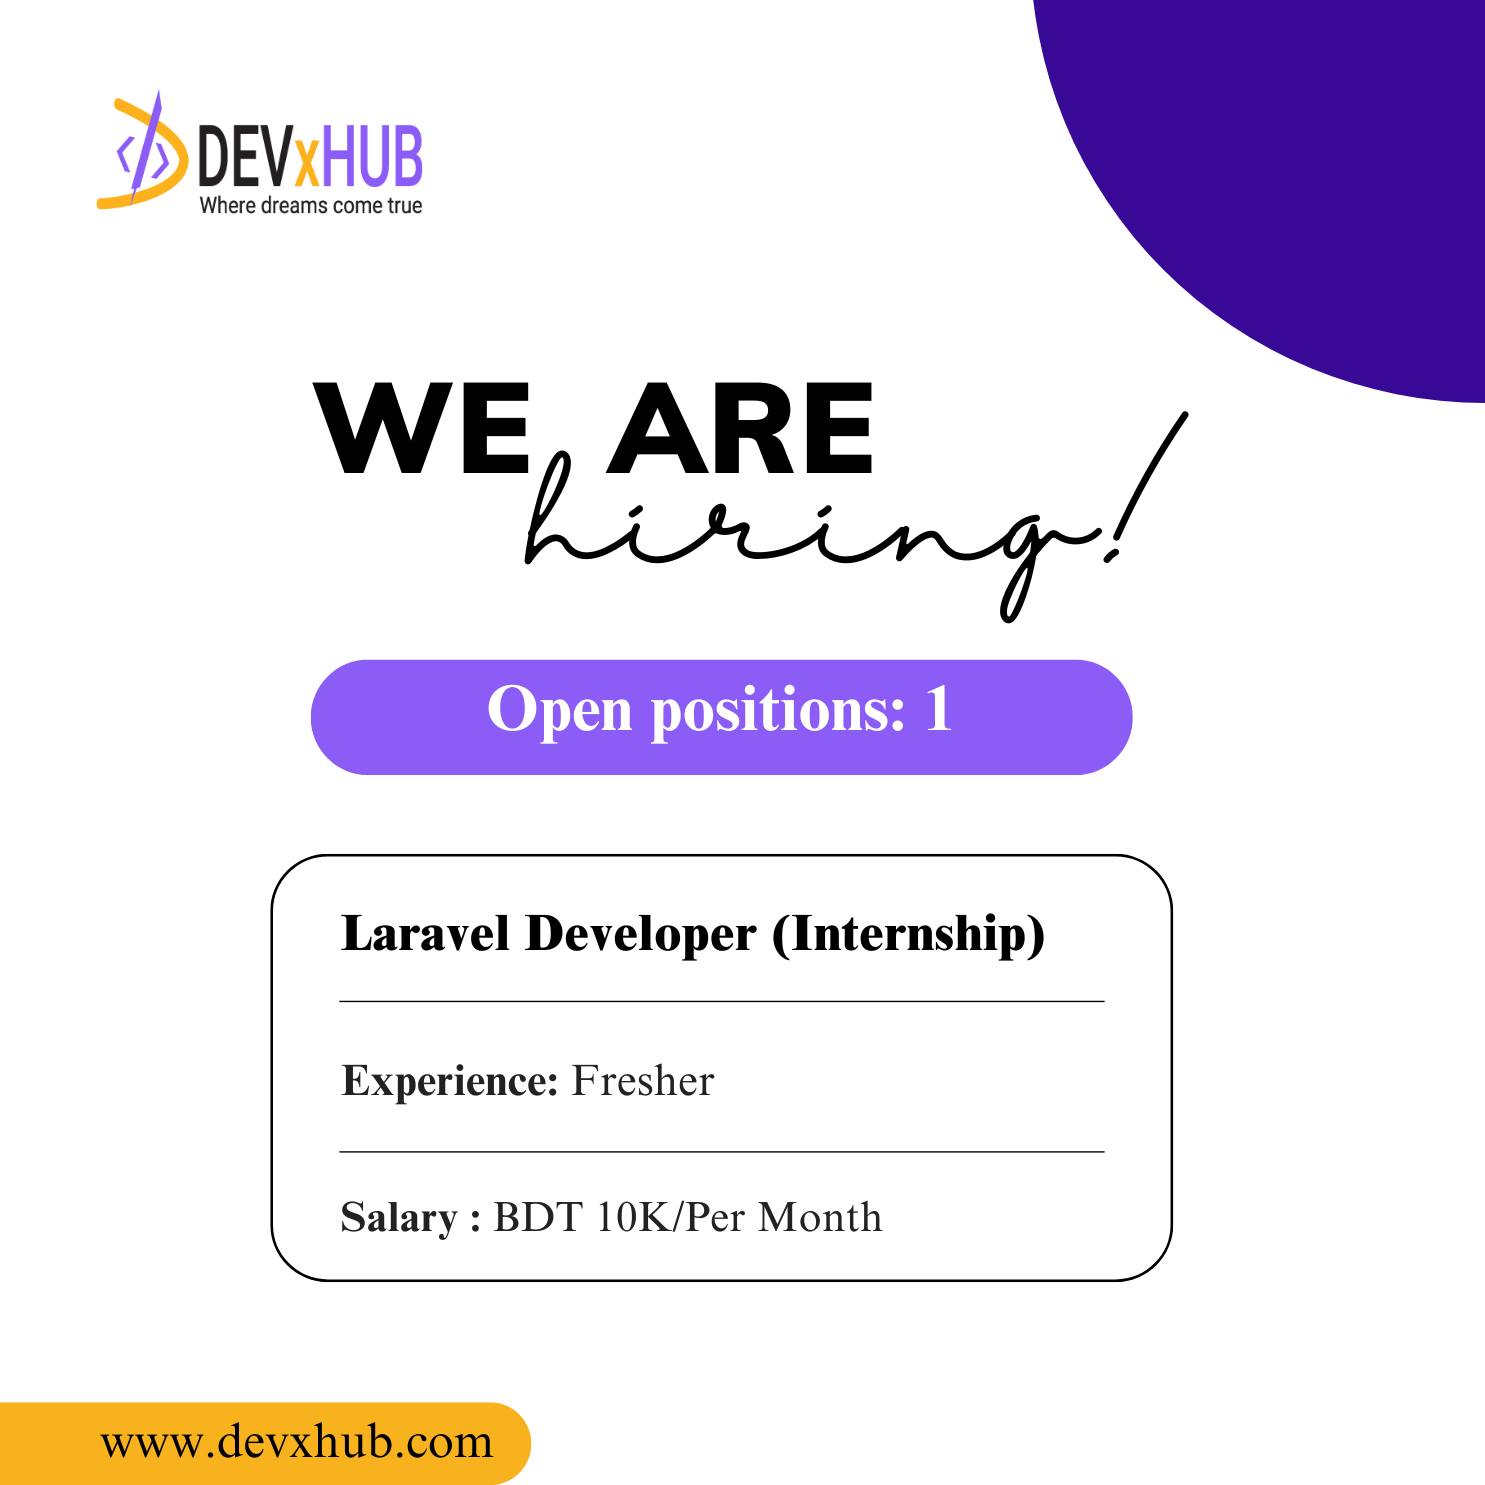 DEVxHUB
Where dreams come true
WE ARE
hiring!
Open positions: 1
Laravel Developer (Internship)
Experience: Fresher
Salary : BDT 10K/Per Month
www.devxhub.com